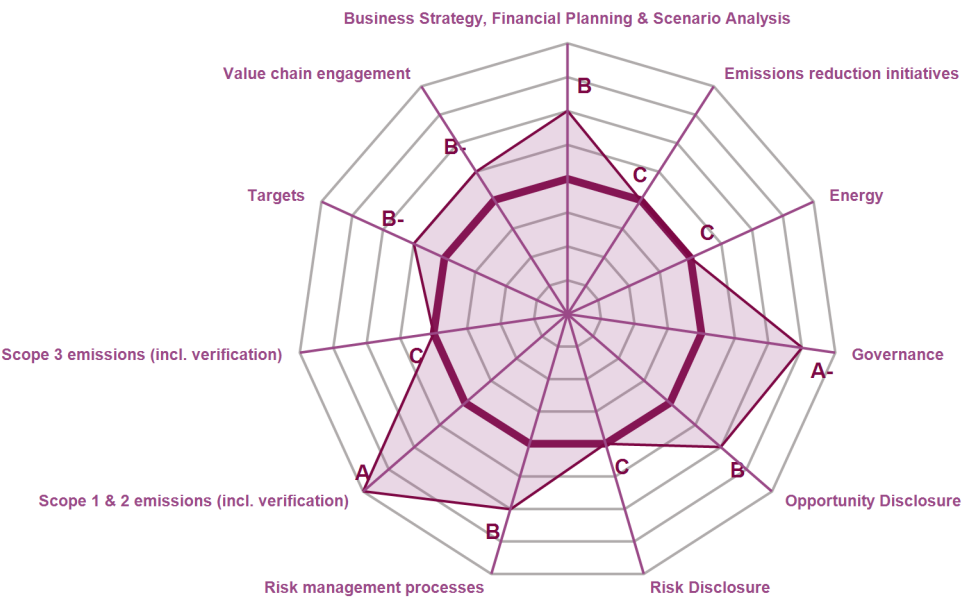 Business Strategy, Financial Planning & Scenario Analysis
Value chain engagement
Emissions reduction initiatives
B
B-
C
Targets
Energy
B-
C
Scope 3 emissions (incl. verification)
C
Governance
A-
A
B
Scope 1 & 2 emissions (incl. verification)
C
Opportunity Disclosure
B
Risk management processes
Risk Disclosure